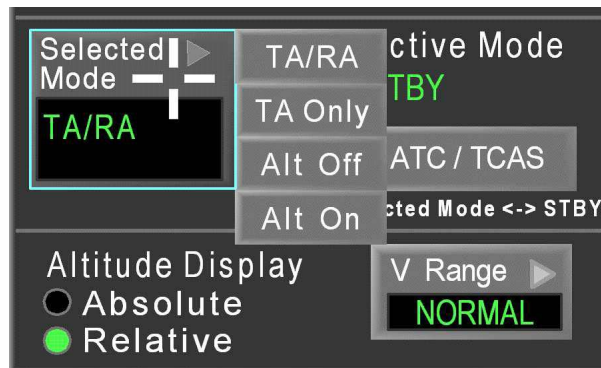 Selected
Mode
TA/RA
TA/RA
TA Only
Alt Off
Alt On
ctive Mode
TBY
ATC / TCAS
cted Mode <-> STBY
Altitude Display
Absolute
Relative
V Range
NORMAL